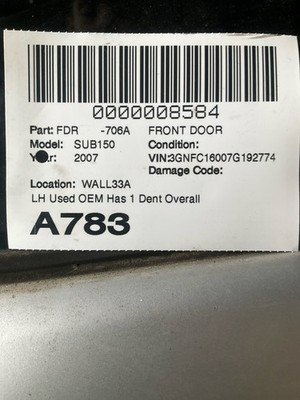 0000008584
Part: FDR -706A FRONT DOOR
Model: SUB150 Condition:
Year: 2007 VIN:3GNFC16007G192774
Damage Code:
Location: WALL33A
LH Used OEM Has 1 Dent Overall
A783